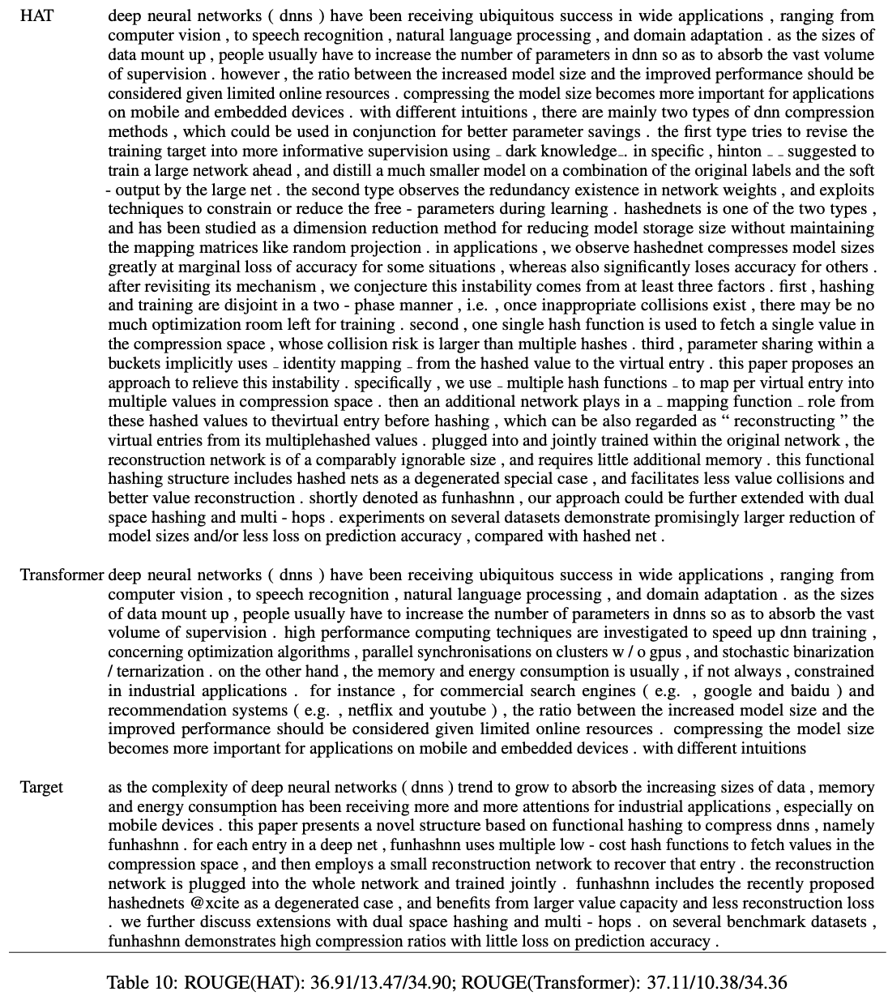 HAT deep neural networks ( dnns ) have been receiving ubiquitous success in wide applications , ranging from
computer vision , to speech recognition , natural language processing , and domain adaptation . as the sizes of
data mount up , people usually have to increase the number of parameters in dnn so as to absorb the vast volume
of supervision . however , the ratio between the increased model size and the improved performance should be
considered given limited online resources . compressing the model size becomes more important for applications
on mobile and embedded devices . with different intuitions , there are mainly two types of dnn compression
methods , which could be used in conjunction for better parameter savings . the first type tries to revise the
training target into more informative supervision using _ dark knowledge_. in specific , hinton _ _ suggested to
train a large network ahead , and distill a much smaller model on a combination of the original labels and the soft
- output by the large net . the second type observes the redundancy existence in network weights , and exploits
techniques to constrain or reduce the free - parameters during learning . hashednets is one of the two types ,
and has been studied as a dimension reduction method for reducing model storage size without maintaining
the mapping matrices like random projection . in applications , we observe hashednet compresses model sizes
greatly at marginal loss of accuracy for some situations , whereas also significantly loses accuracy for others .
after revisiting its mechanism , we conjecture this instability comes from at least three factors . first , hashing
and training are disjoint in a two - phase manner , i.e. , once inappropriate collisions exist , there may be no
much optimization room left for training . second , one single hash function is used to fetch a single value in
the compression space , whose collision risk is larger than multiple hashes . third , parameter sharing within a
buckets implicitly uses _ identity mapping _ from the hashed value to the virtual entry . this paper proposes an
approach to relieve this instability . specifically , we use _ multiple hash functions _ to map per virtual entry into
multiple values in compression space . then an additional network plays in a _ mapping function _ role from
these hashed values to thevirtual entry before hashing , which can be also regarded as “ reconstructing ” the
virtual entries from its multiplehashed values . plugged into and jointly trained within the original network , the
reconstruction network is of a comparably ignorable size , and requires little additional memory . this functional
hashing structure includes hashed nets as a degenerated special case , and facilitates less value collisions and
better value reconstruction . shortly denoted as funhashnn , our approach could be further extended with dual
space hashing and multi - hops . experiments on several datasets demonstrate promisingly larger reduction of
model sizes and/or less loss on prediction accuracy , compared with hashed net .
Transformer deep neural networks ( dnns ) have been receiving ubiquitous success in wide applications , ranging from
computer vision , to speech recognition , natural language processing , and domain adaptation . as the sizes
of data mount up , people usually have to increase the number of parameters in dnns so as to absorb the vast
volume of supervision . high performance computing techniques are investigated to speed up dnn training ,
concerning optimization algorithms , parallel synchronisations on clusters w / o gpus , and stochastic binarization
/ ternarization . on the other hand , the memory and energy consumption is usually , if not always , constrained
in industrial applications . for instance , for commercial search engines ( e.g. , google and baidu ) and
recommendation systems ( e.g. , netflix and youtube ) , the ratio between the increased model size and the
improved performance should be considered given limited online resources . compressing the model size
becomes more important for applications on mobile and embedded devices . with different intuitions
Target as the complexity of deep neural networks ( dnns ) trend to grow to absorb the increasing sizes of data , memory
and energy consumption has been receiving more and more attentions for industrial applications , especially on
mobile devices . this paper presents a novel structure based on functional hashing to compress dnns , namely
funhashnn . for each entry in a deep net , funhashnn uses multiple low - cost hash functions to fetch values in the
compression space , and then employs a small reconstruction network to recover that entry . the reconstruction
network is plugged into the whole network and trained jointly . funhashnn includes the recently proposed
hashednets @xcite as a degenerated case , and benefits from larger value capacity and less reconstruction loss
. we further discuss extensions with dual space hashing and multi - hops . on several benchmark datasets ,
funhashnn demonstrates high compression ratios with little loss on prediction accuracy .
Table 10: ROUGE(HAT): 36.91/13.47/34.90; ROUGE(Transformer): 37.11/10.38/34.36